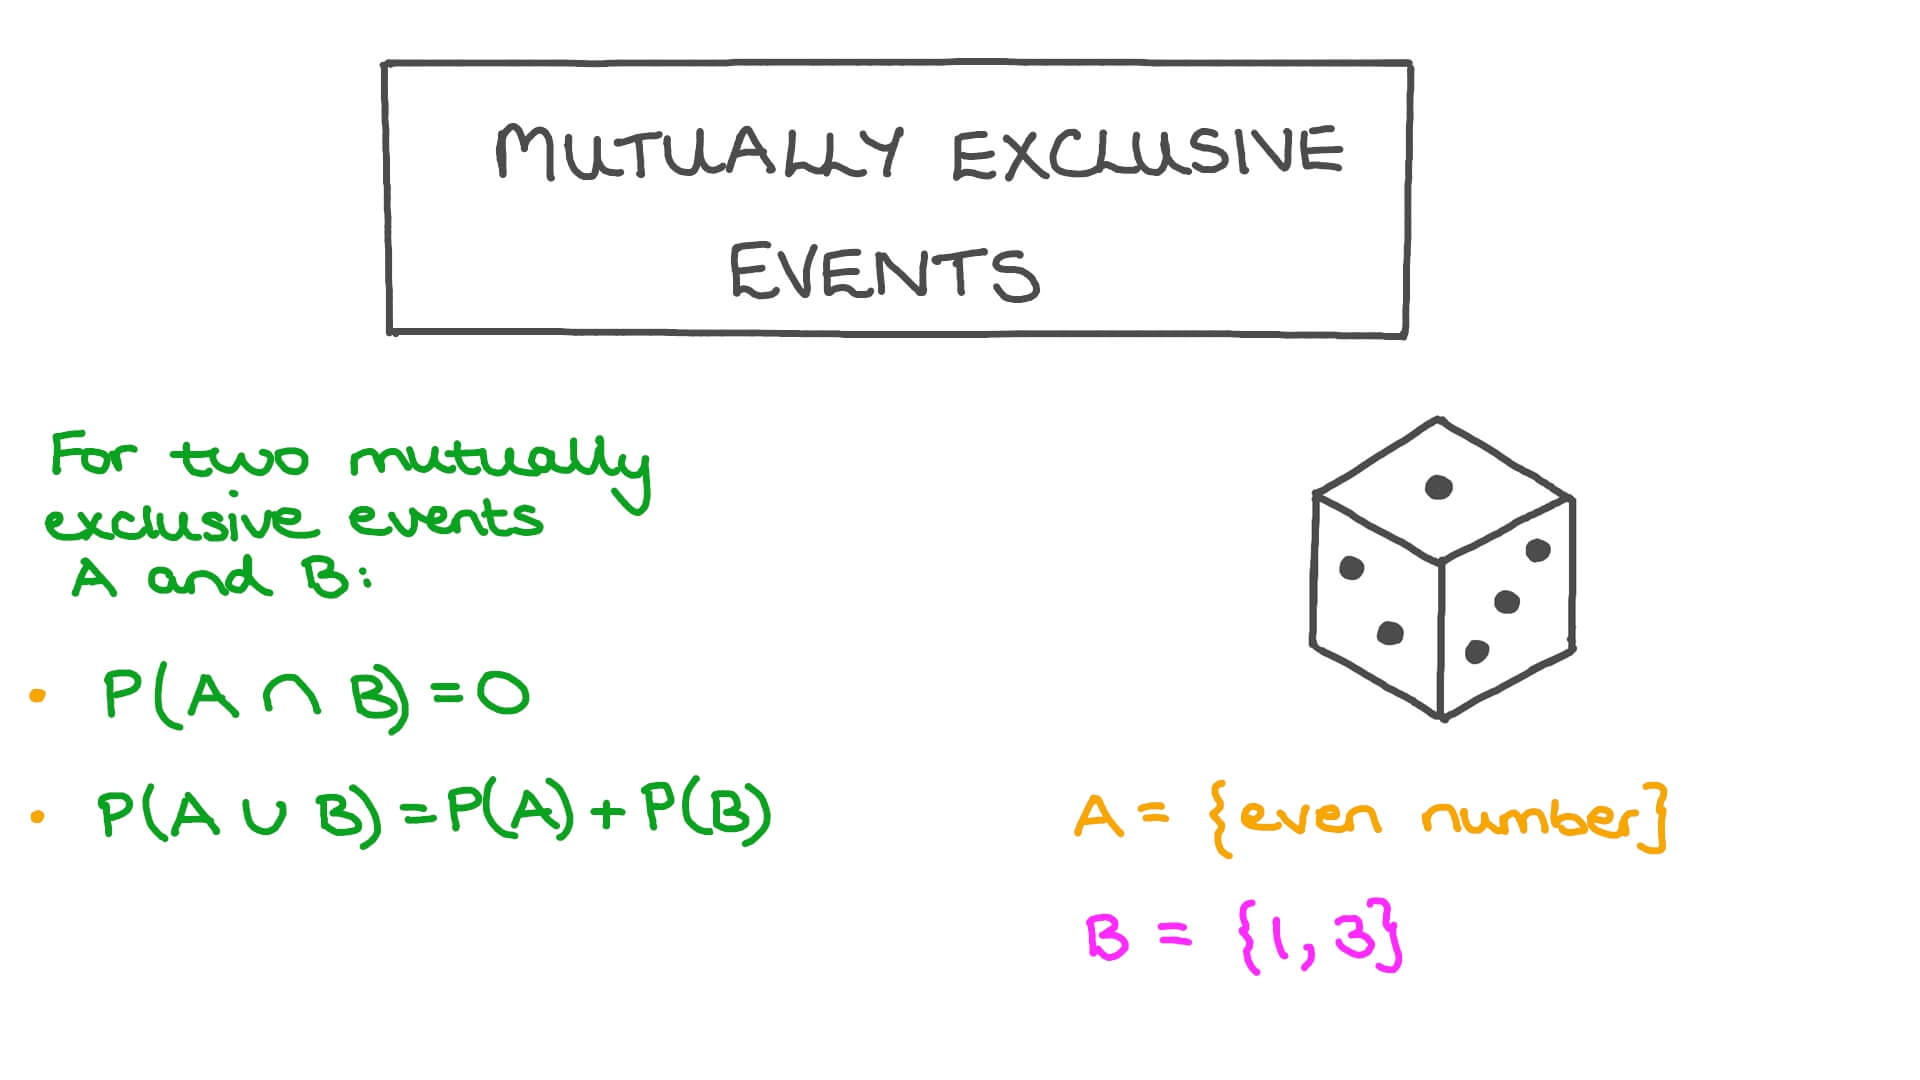 MUTUALLY EXCLUSIVE
EVENTS
For two mutually
exclusive events
A and B:
• P(A ∩ B) = 0
• P(A ∪ B) = P(A) + P(B)
A = {even number}
B = {1, 3}